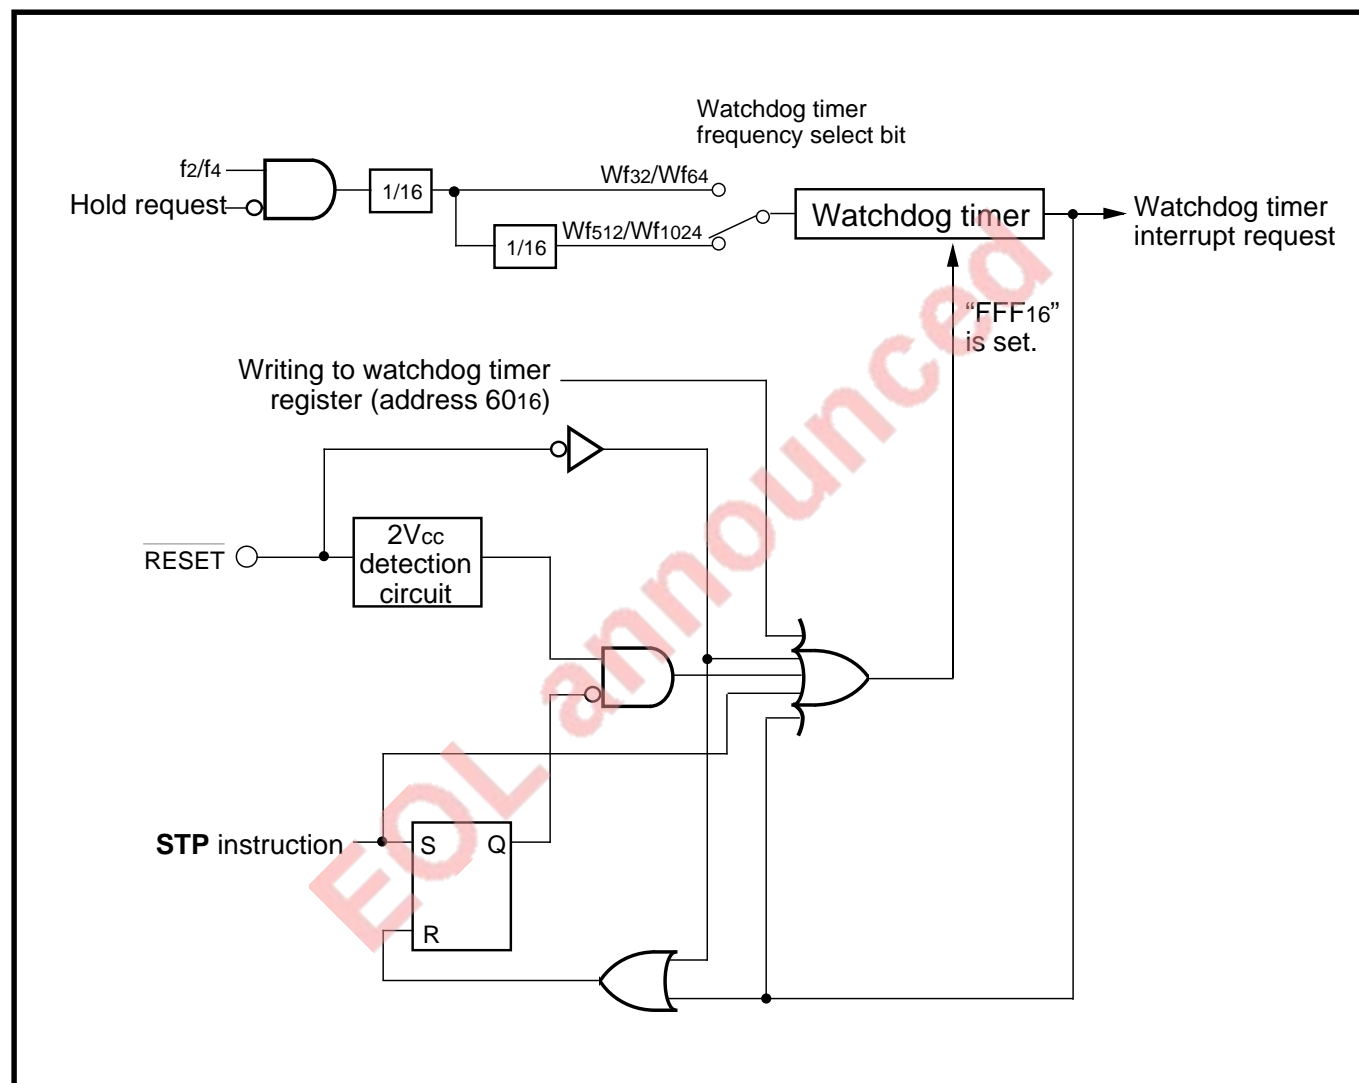 Watchdog timer
frequency select bit
f2/f4
Hold request
1/16
Wf32/Wf64
1/16
Wf512/Wf1024
Watchdog timer
Watchdog timer
interrupt request
“FFF16”
is set.
Writing to watchdog timer
register (address 6016)
RESET
2Vcc
detection
circuit
STP instruction
S
Q
R
EOL announced